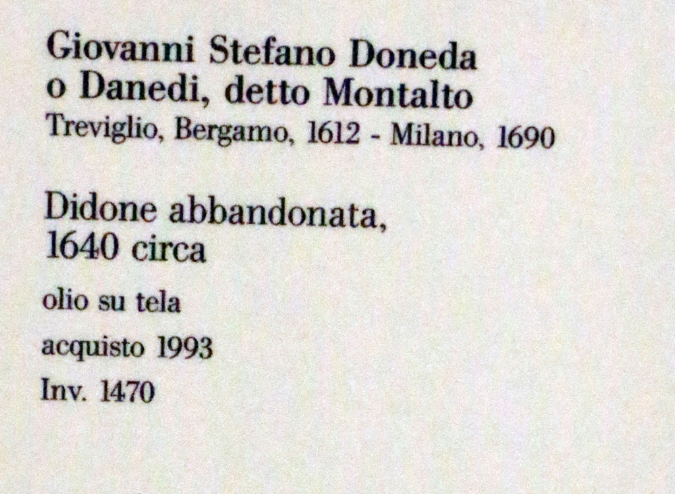 Giovanni Stefano Doneda
o Danedi, detto Montalto
Treviglio, Bergamo, 1612 - Milano, 1690
Didone abbandonata,
1640 circa
olio su tela
acquisto 1993
Inv. 1470